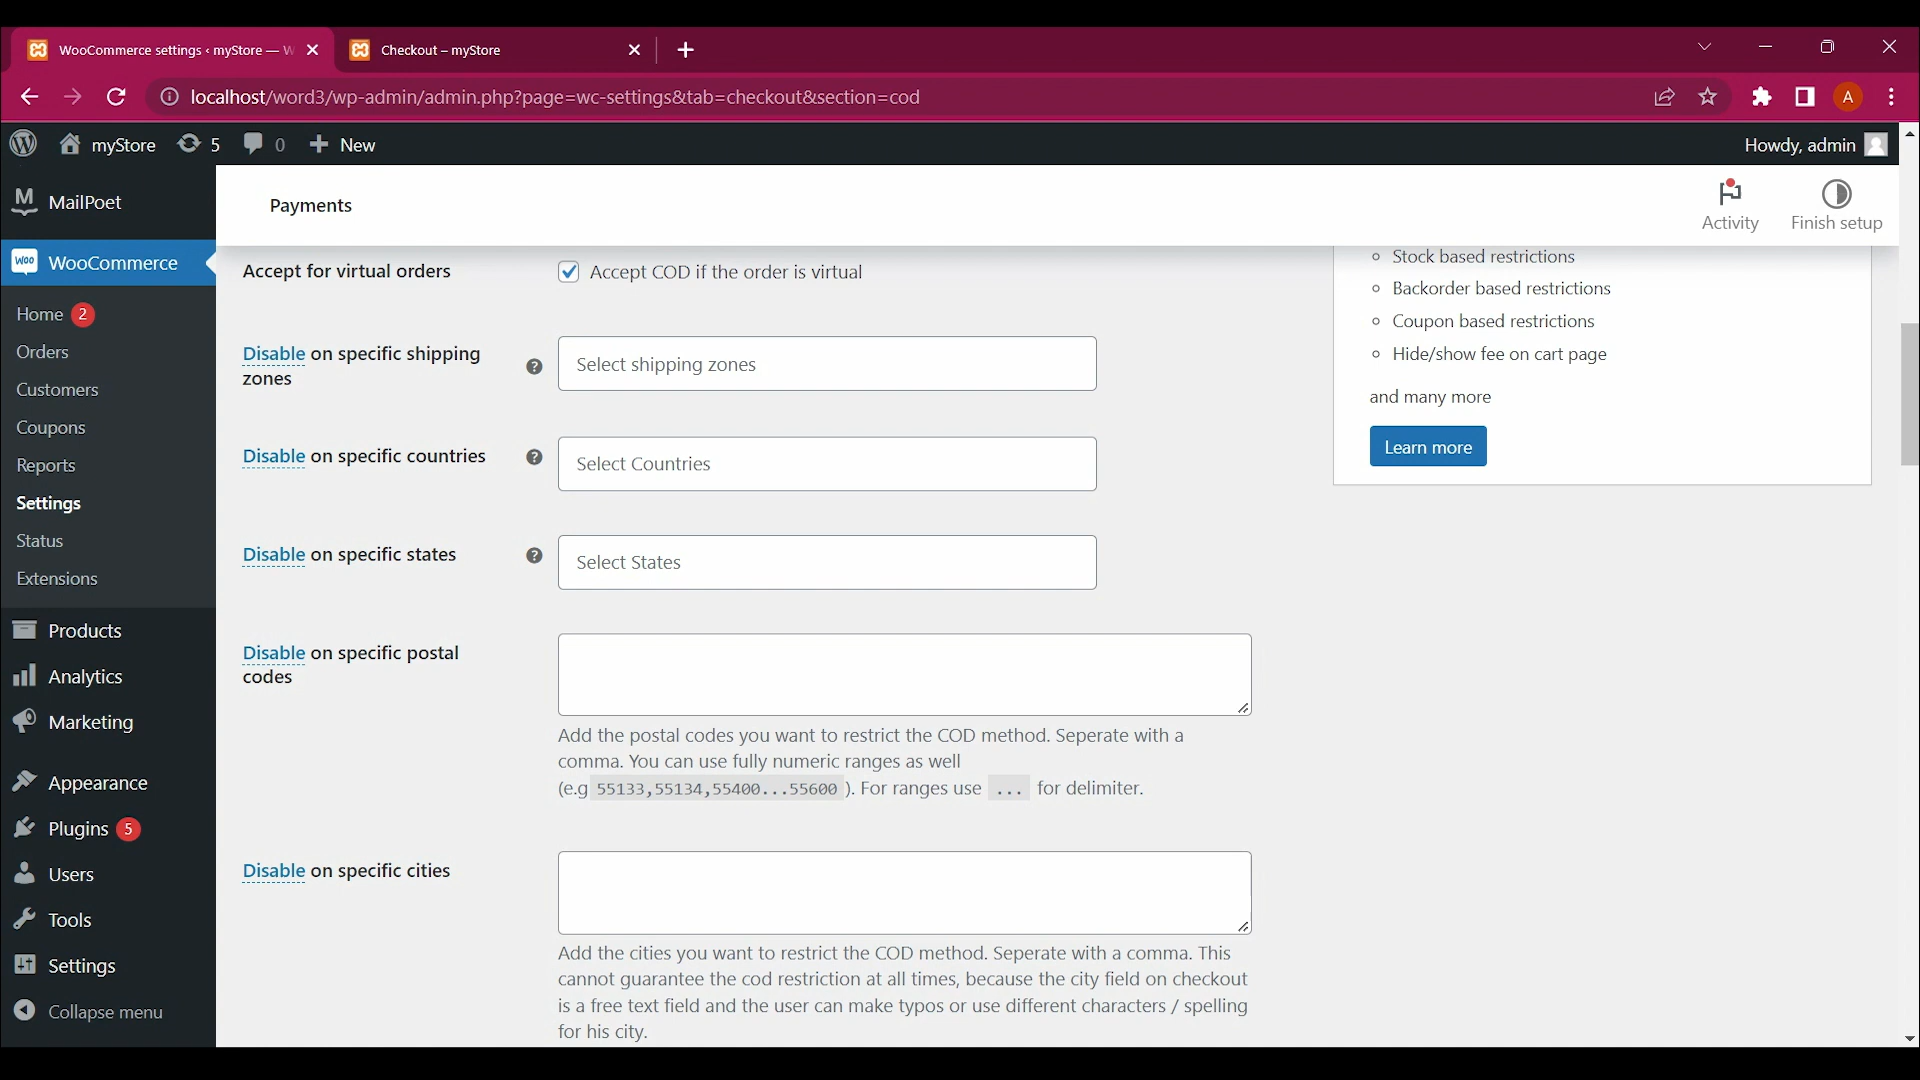 WooCommerce settings ‹ myStore — W
Checkout – myStore
localhost/word3/wp-admin/admin.php?page=wc-settings&tab=checkout&section=cod
A
myStore
5
0
New
Howdy, admin
MailPoet
Payments
Activity
Finish setup
WooCommerce
Home 2
Orders
Customers
Coupons
Reports
Settings
Status
Extensions
Products
Analytics
Marketing
Appearance
Plugins 5
Users
Tools
Settings
Collapse menu
Accept for virtual orders
Accept COD if the order is virtual
Disable on specific shipping
zones
Select shipping zones
Disable on specific countries
Select Countries
Disable on specific states
Select States
Disable on specific postal
codes
Add the postal codes you want to restrict the COD method. Seperate with a
comma. You can use fully numeric ranges as well
(e.g 55133,55134,55400...55600 ). For ranges use ... for delimiter.
Disable on specific cities
Add the cities you want to restrict the COD method. Seperate with a comma. This
cannot guarantee the cod restriction at all times, because the city field on checkout
is a free text field and the user can make typos or use different characters / spelling
for his city.
Stock based restrictions
Backorder based restrictions
Coupon based restrictions
Hide/show fee on cart page
and many more
Learn more